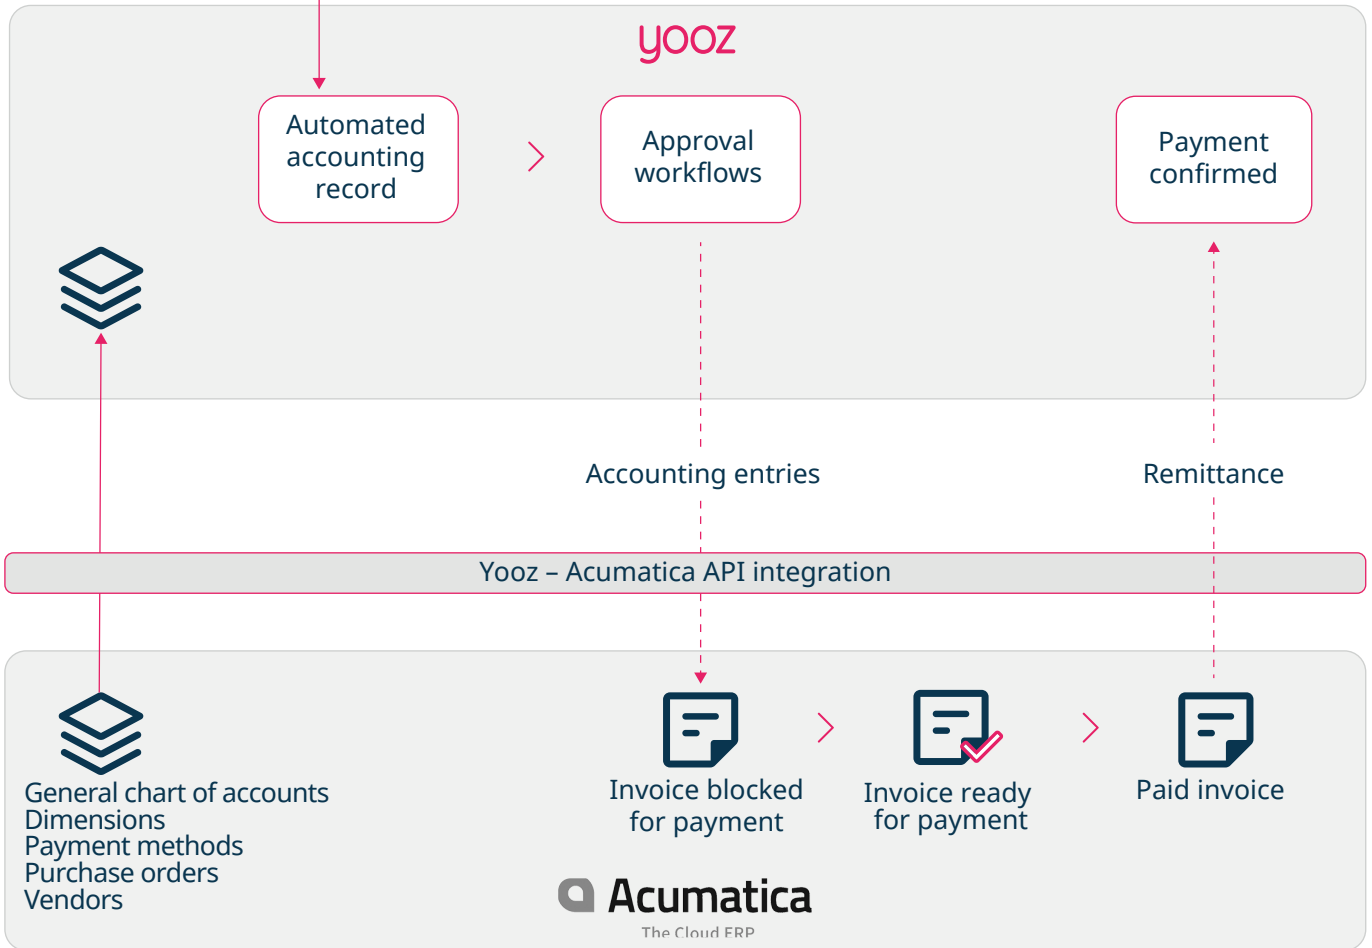 yooz
Automated
accounting
record
Approval
workflows
Payment
confirmed
Accounting entries
Remittance
Yooz – Acumatica API integration
General chart of accounts
Dimensions
Payment methods
Purchase orders
Vendors
Invoice blocked
for payment
Invoice ready
for payment
Paid invoice
Acumatica
The Cloud ERP